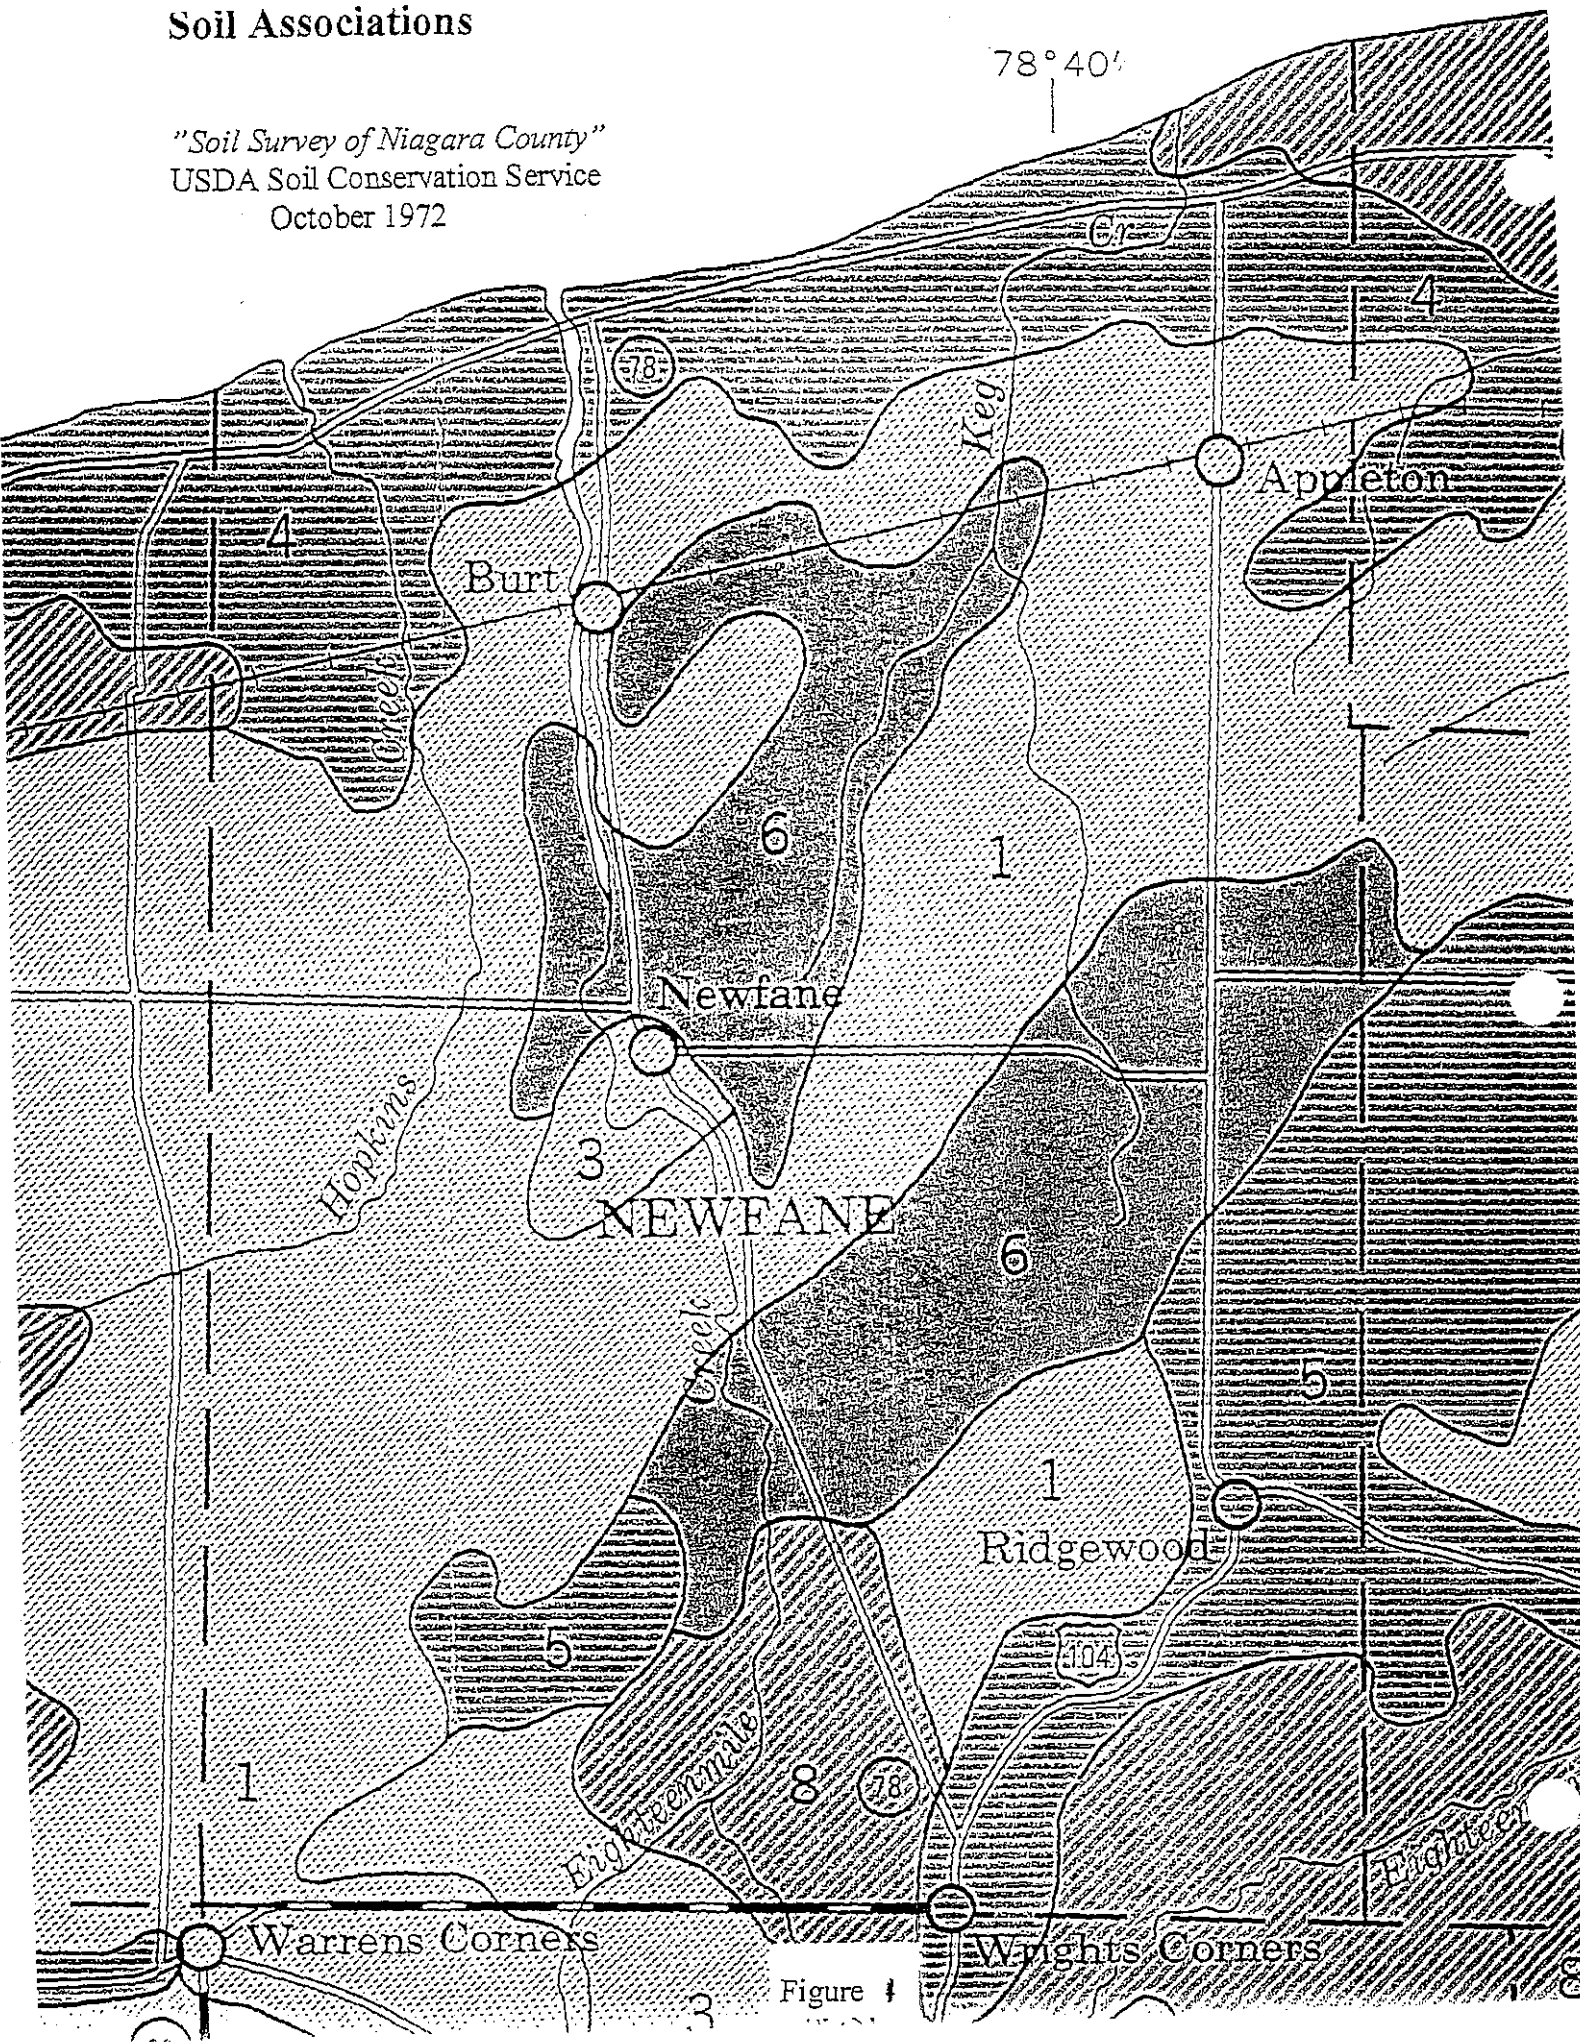 Soil Associations
78°40′
"Soil Survey of Niagara County"
USDA Soil Conservation Service
October 1972
Cr
4
78
Keg
Appleton
4
Burt
Creek
6
1
Newfane
Hopkins
3
NEWFANE
6
Creek
5
1
Ridgewood
5
104
1
Eighteenmile
8
78
Eighteen
Warrens Corners
Wrights Corners
Figure
3
8